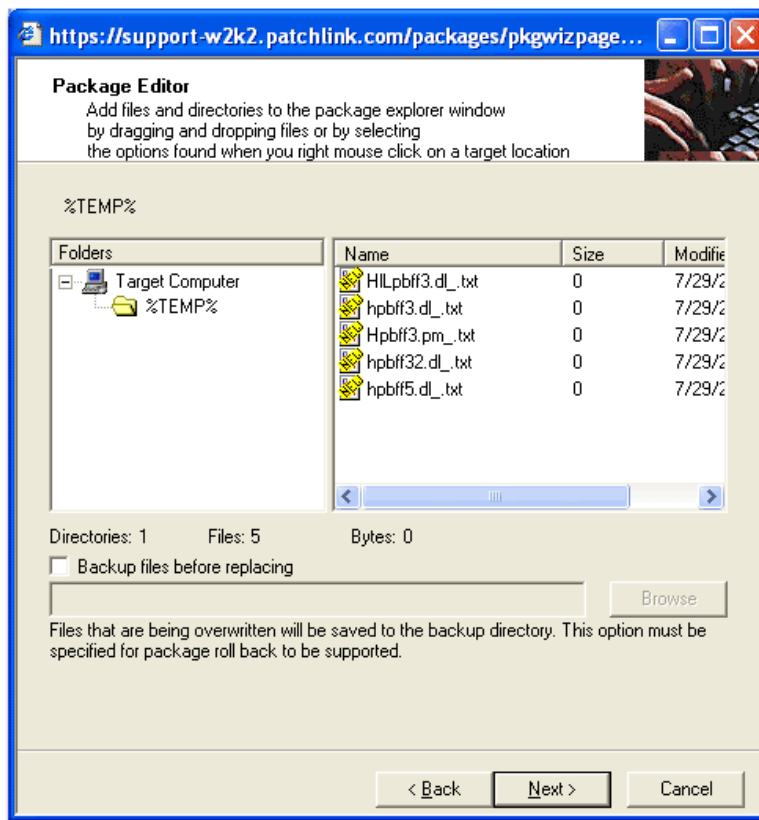 https://support-w2k2.patchlink.com/packages/pkgwizpage...
Package Editor
Add files and directories to the package explorer window
by dragging and dropping files or by selecting
the options found when you right mouse click on a target location
%TEMP%
Folders
Target Computer
%TEMP%
Name Size Modifie
HILpbff3.dl_.txt 0 7/29/2
hpbff3.dl_.txt 0 7/29/2
Hpbff3.pm_.txt 0 7/29/2
hpbff32.dl_.txt 0 7/29/2
hpbff5.dl_.txt 0 7/29/2
Directories: 1 Files: 5 Bytes: 0
Backup files before replacing
Browse
Files that are being overwritten will be saved to the backup directory. This option must be
specified for package roll back to be supported.
< Back Next > Cancel